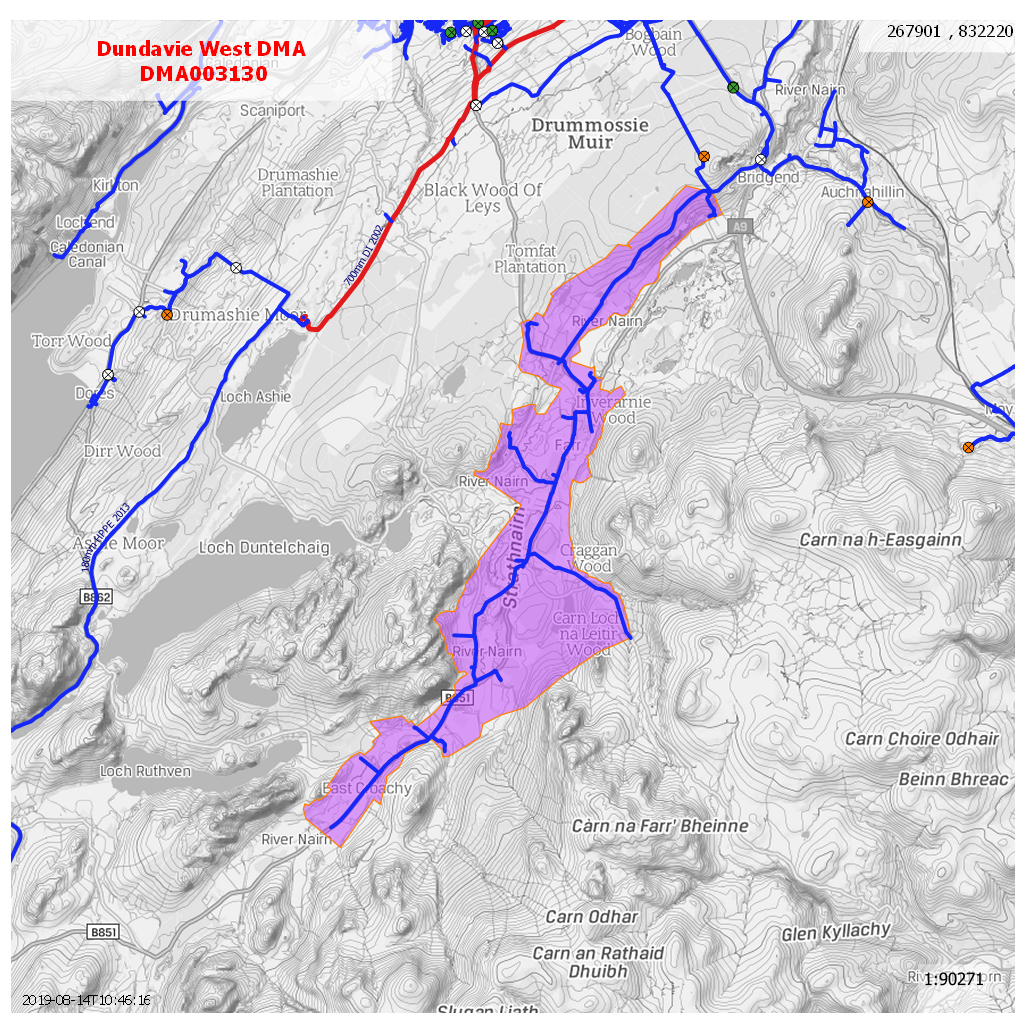 267901 , 832220
Dundavie West DMA
DMA003130
Caledonian
Bogbain
Wood
River Nairn
Scaniport
Drummossie
Muir
Drumashie
Plantation
Kirkton
Black Wood Of
Leys
Bridgend
Auchnahillin
Lochend
A9
Caledonian
Canal
Tomfat
Plantation
700mm DI 2002
Drumashie Moor
River Nairn
Torr Wood
Dores
Loch Ashie
Inverarnie
Wood
May
Farr
Dirr Wood
River Nairn
180mm HPPE 2013
Ashie Moor
Loch Duntelchaig
Strathnairn
Carn na h-Easgainn
Craggan
Wood
B862
Carn Loch
na Leitir
Wood
River Nairn
B851
Carn Choire Odhair
Loch Ruthven
Beinn Bhreac
East Croachy
Càrn na Farr' Bheinne
River Nairn
Carn Odhar
B851
Glen Kyllachy
Carn an Rathaid
Dhuibh
1:90271
2019-08-14T10:46:16
Slugan Liath